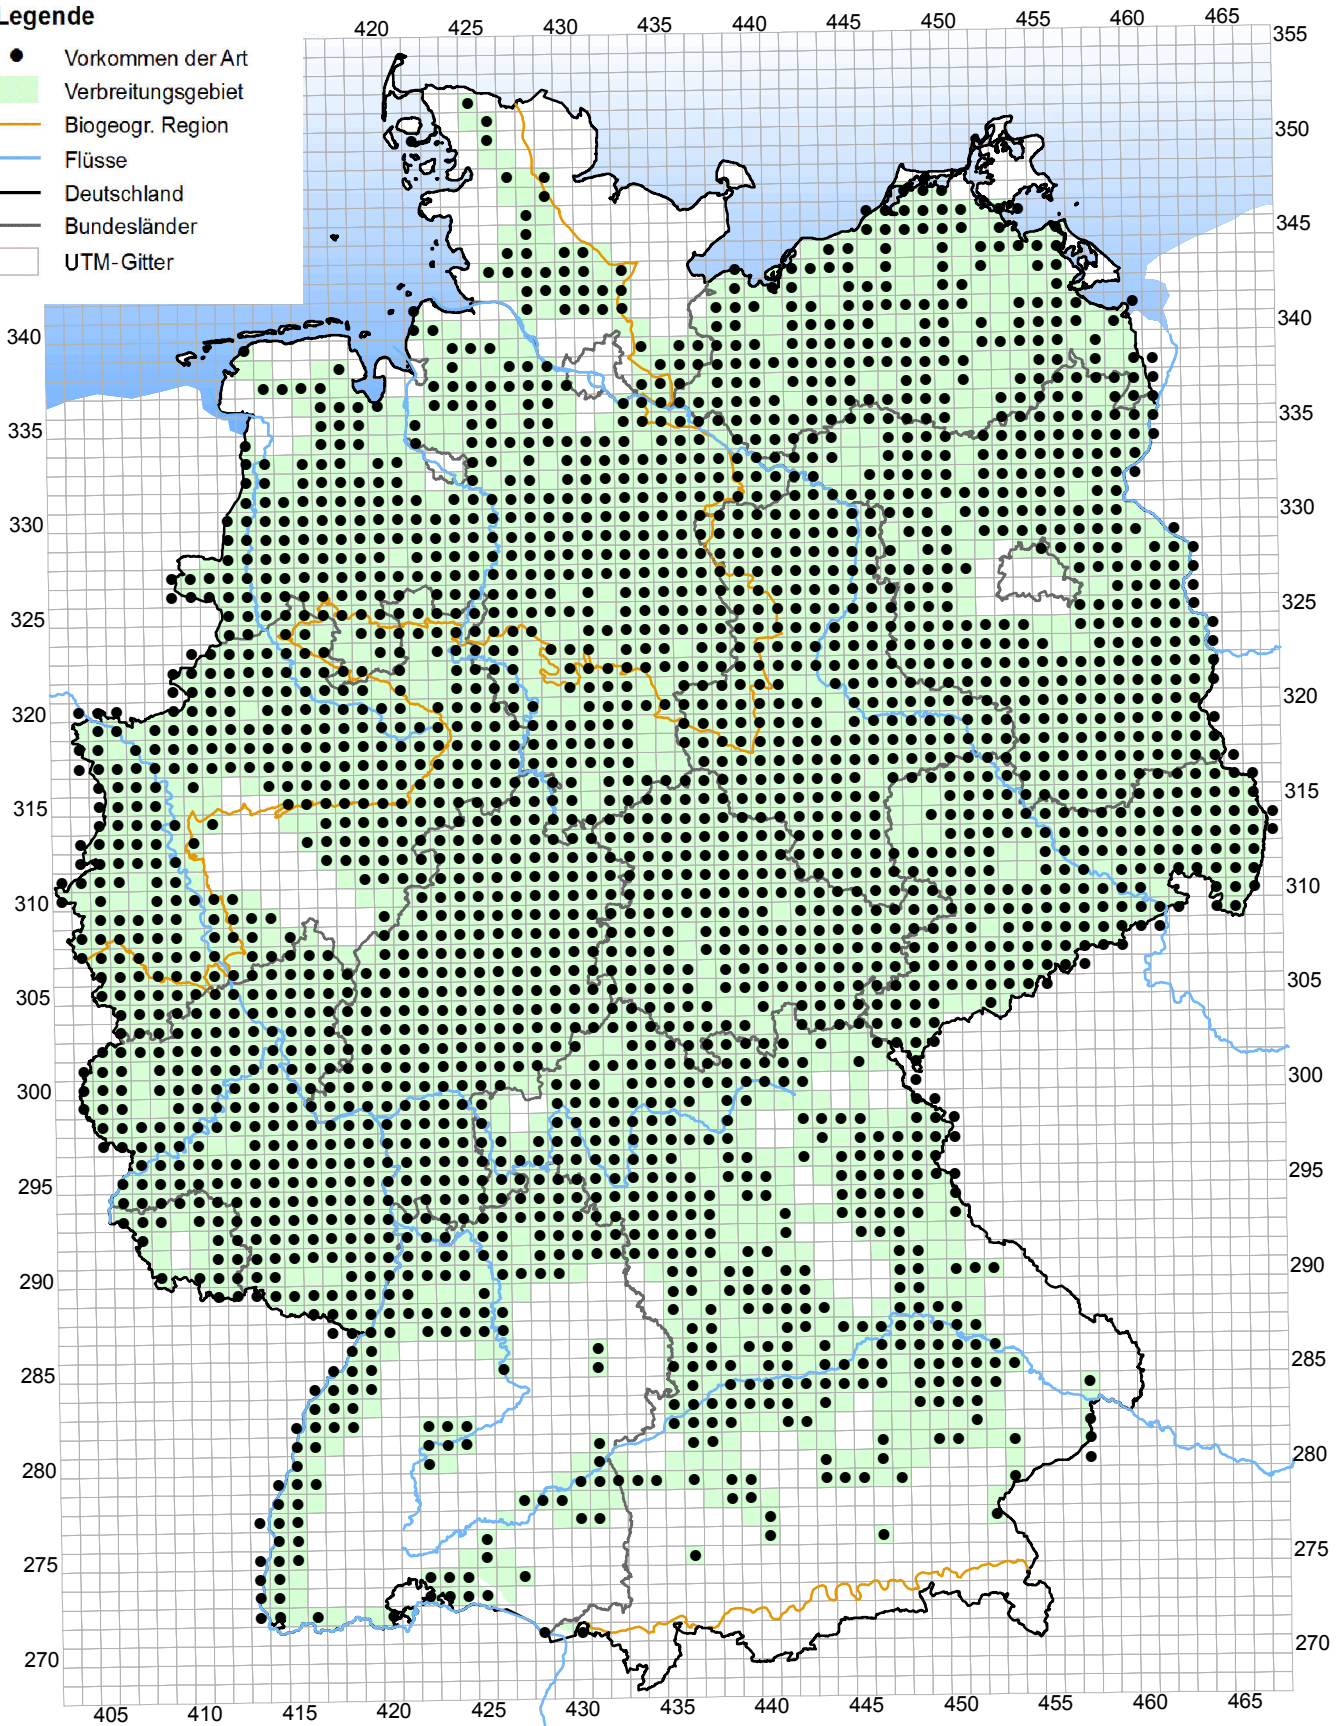 Legende
Vorkommen der Art
Verbreitungsgebiet
Biogeogr. Region
Flüsse
Deutschland
Bundesländer
UTM-Gitter
420 425 430 435 440 445 450 455 460 465
355
350
345
340 340
335 335
330 330
325 325
320 320
315 315
310 310
305 305
300 300
295 295
290 290
285 285
280 280
275 275
270 270
405 410 415 420 425 430 435 440 445 450 455 460 465